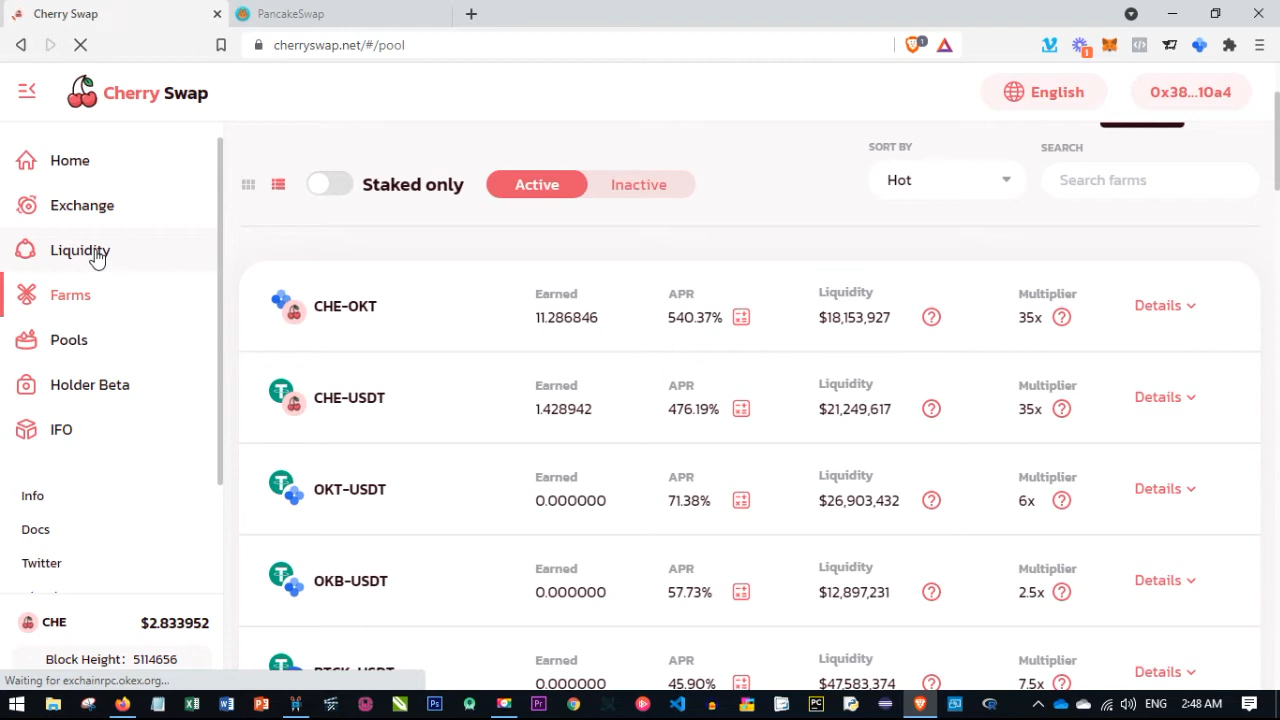 Cherry Swap
PancakeSwap
cherryswap.net/#/pool
1
1
Cherry Swap
English
0x38...10a4
Home
Exchange
Liquidity
Farms
Pools
Holder Beta
IFO
Info
Docs
Twitter
CHE
$2.833952
Block Height: 5114656
Waiting for exchainrpc.okex.org...
Staked only
Active
Inactive
SORT BY
Hot
SEARCH
Search farms
CHE-OKT
Earned
11.286846
APR
540.37%
Liquidity
$18,153,927
Multiplier
35x
Details
CHE-USDT
Earned
1.428942
APR
476.19%
Liquidity
$21,249,617
Multiplier
35x
Details
OKT-USDT
Earned
0.000000
APR
71.38%
Liquidity
$26,903,432
Multiplier
6x
Details
OKB-USDT
Earned
0.000000
APR
57.73%
Liquidity
$12,897,231
Multiplier
2.5x
Details
BTCK-USDT
Earned
0.000000
APR
45.90%
Liquidity
$47,583,374
Multiplier
7.5x
Details
ENG
2:48 AM